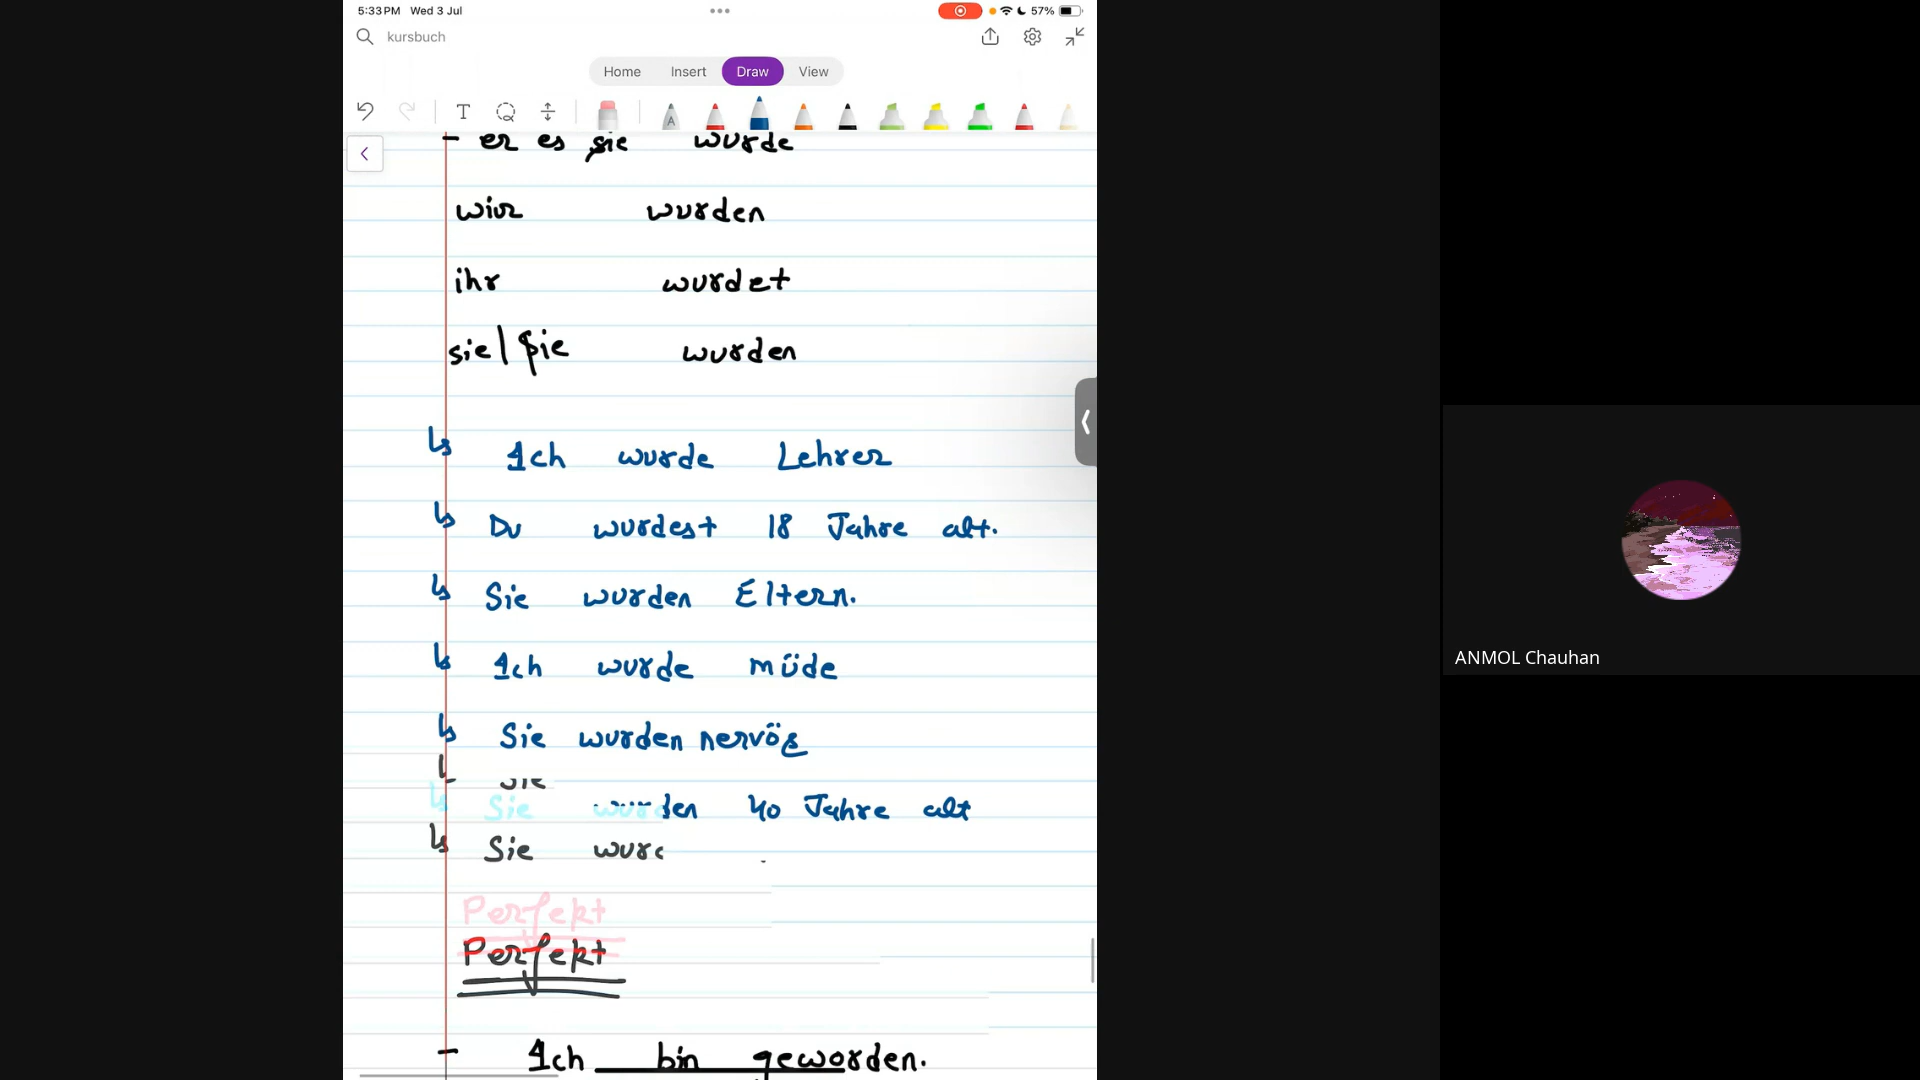 5:33 PM Wed 3 Jul
57%
kursbuch
Home Insert Draw View
A
- er es sie wurde
wir wurden
ihr wurdet
sie/Sie wurden
↳ Ich wurde Lehrer
↳ Du wurdest 18 Jahre alt.
↳ Sie wurden Eltern.
↳ Ich wurde müde
↳ Sie wurden nervös
Sie
↳ Sie wurden 40 Jahre alt
↳ Sie
Perfekt
Perfekt
- Ich bin geworden.
ANMOL Chauhan